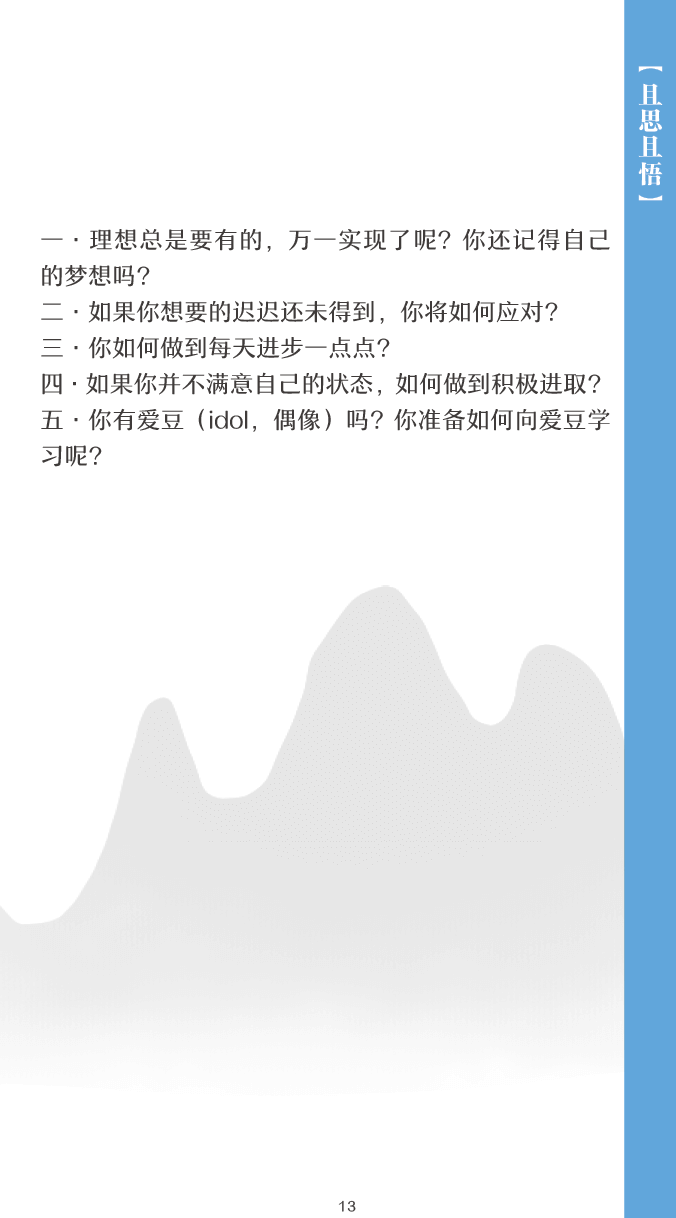 【且思且悟】
一·理想总是要有的，万一实现了呢？你还记得自己
的梦想吗？
二·如果你想要的迟迟还未得到，你将如何应对？
三·你如何做到每天进步一点点？
四·如果你并不满意自己的状态，如何做到积极进取？
五·你有爱豆（idol，偶像）吗？你准备如何向爱豆学
习呢？
13